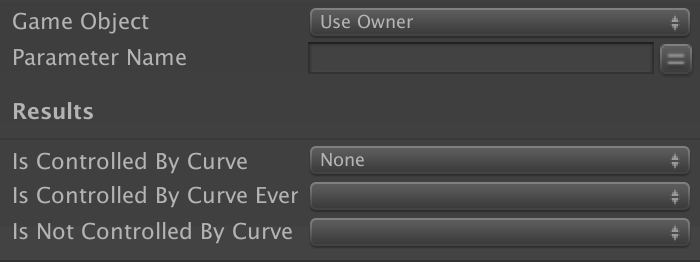 Game Object Use Owner
Parameter Name
Results
Is Controlled By Curve None
Is Controlled By Curve Ever
Is Not Controlled By Curve